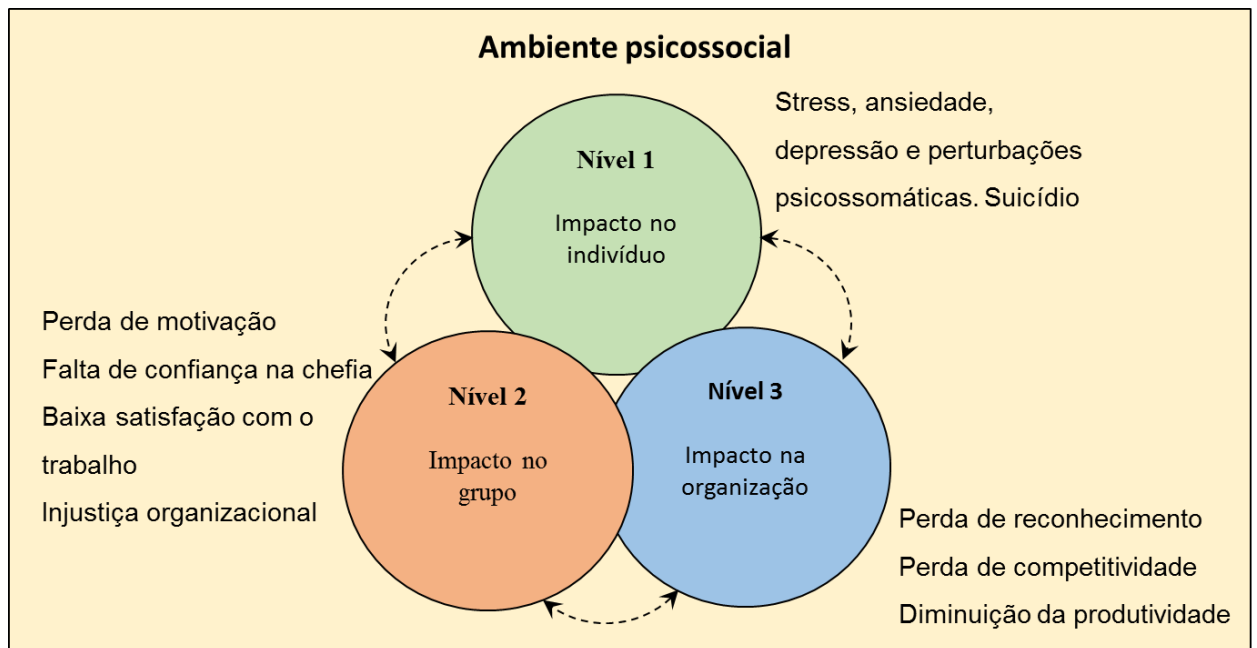 Ambiente psicossocial
Stress, ansiedade,
depressão e perturbações
psicossomáticas. Suicídio
Nível 1
Impacto no
indivíduo
Perda de motivação
Falta de confiança na chefia
Baixa satisfação com o
trabalho
Injustiça organizacional
Nível 2
Impacto no
grupo
Nível 3
Impacto na
organização
Perda de reconhecimento
Perda de competitividade
Diminuição da produtividade